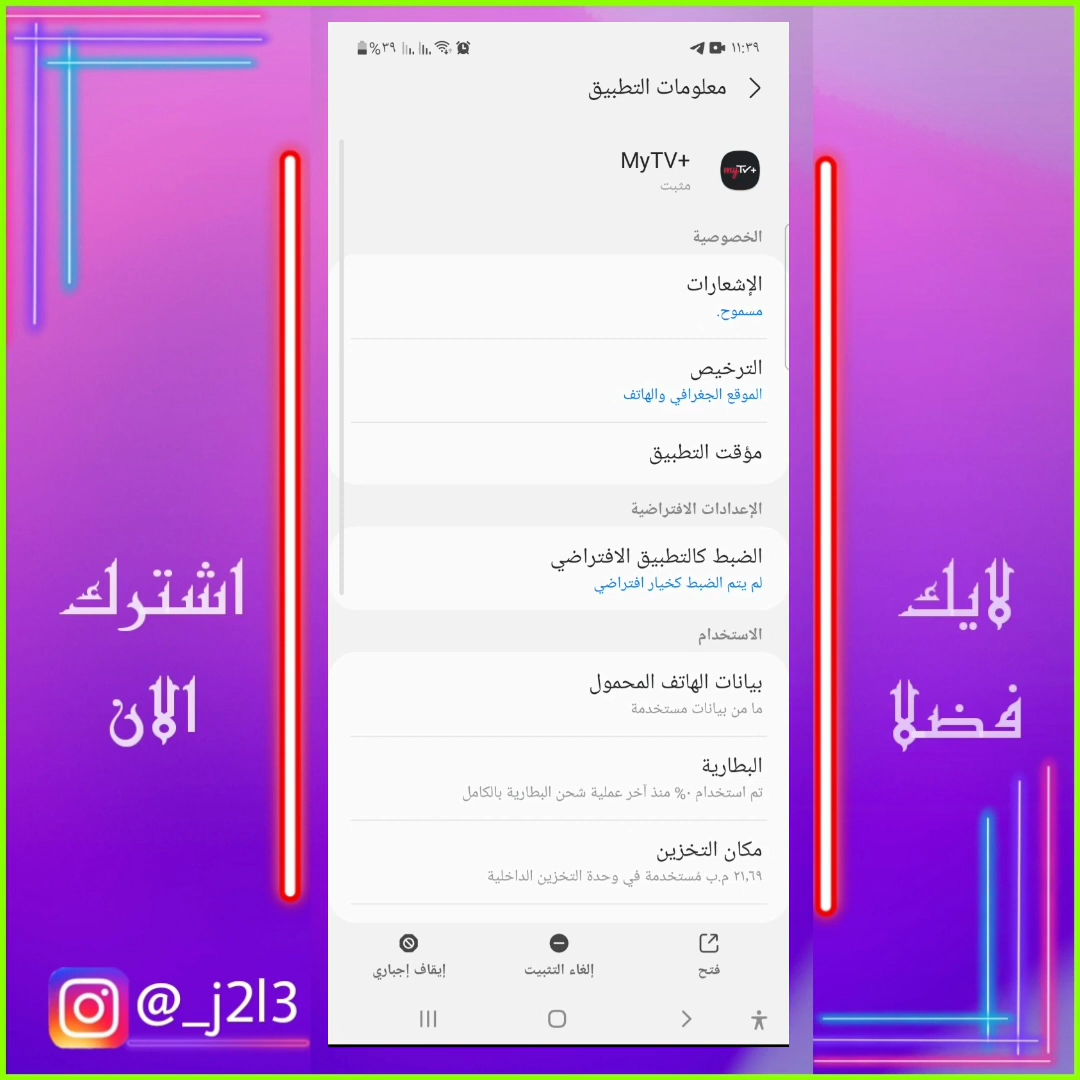 %٣٩ ١١:٣٩
معلومات التطبيق
MyTV+
myTV+
مثبت
الخصوصية
الإشعارات
مسموح.
الترخيص
الموقع الجغرافي والهاتف
مؤقت التطبيق
الإعدادات الافتراضية
الضبط كالتطبيق الافتراضي
لم يتم الضبط كخيار افتراضي
الاستخدام
بيانات الهاتف المحمول
ما من بيانات مستخدمة
البطارية
تم استخدام ٠% منذ آخر عملية شحن البطارية بالكامل
مكان التخزين
٢١,٦٩ م.ب مُستخدمة في وحدة التخزين الداخلية
فتح
إلغاء التثبيت
إيقاف إجباري
لايك
فضلا
اشترك
الان
@_j2l3